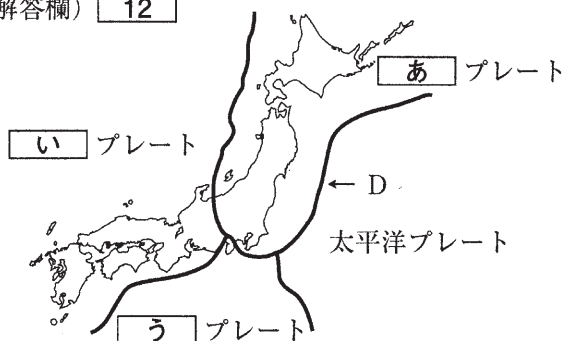 解答欄) 12
あ プレート
い プレート
← D
太平洋プレート
う プレート